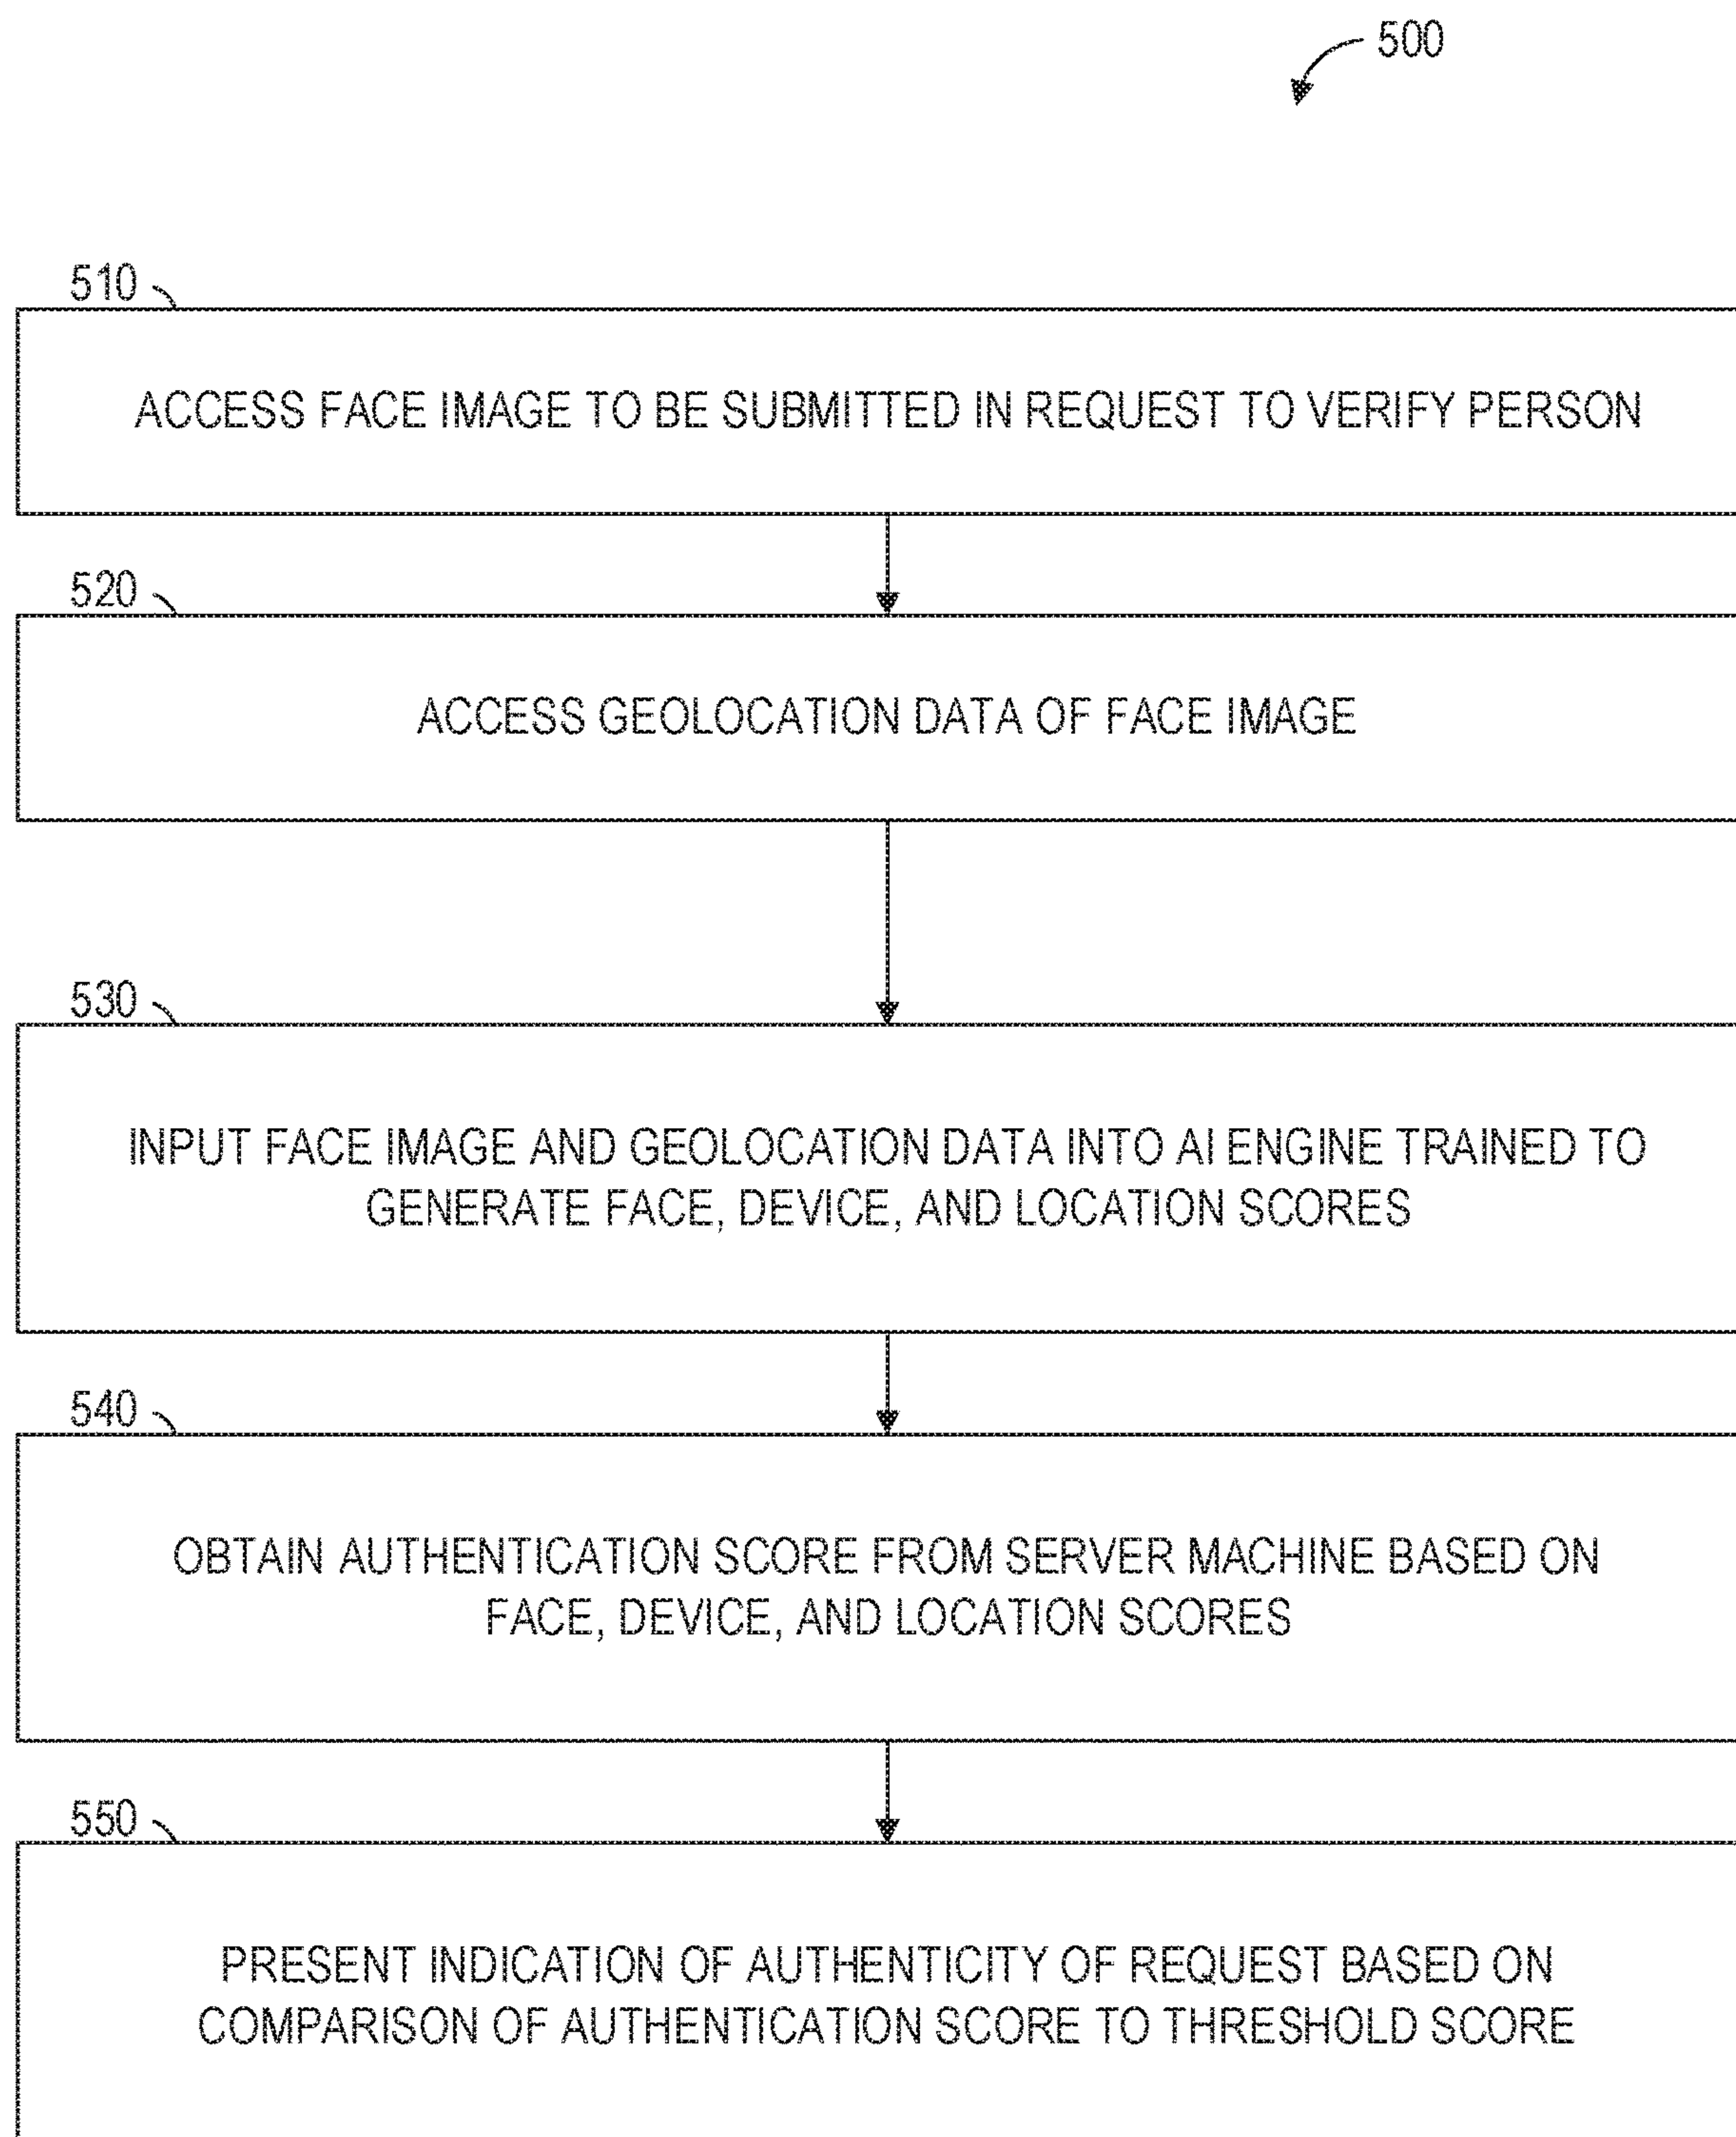 500
510
ACCESS FACE IMAGE TO BE SUBMITTED IN REQUEST TO VERIFY PERSON
520
ACCESS GEOLOCATION DATA OF FACE IMAGE
530
INPUT FACE IMAGE AND GEOLOCATION DATA INTO AI ENGINE TRAINED TO
GENERATE FACE, DEVICE, AND LOCATION SCORES
540
OBTAIN AUTHENTICATION SCORE FROM SERVER MACHINE BASED ON
FACE, DEVICE, AND LOCATION SCORES
550
PRESENT INDICATION OF AUTHENTICITY OF REQUEST BASED ON
COMPARISON OF AUTHENTICATION SCORE TO THRESHOLD SCORE